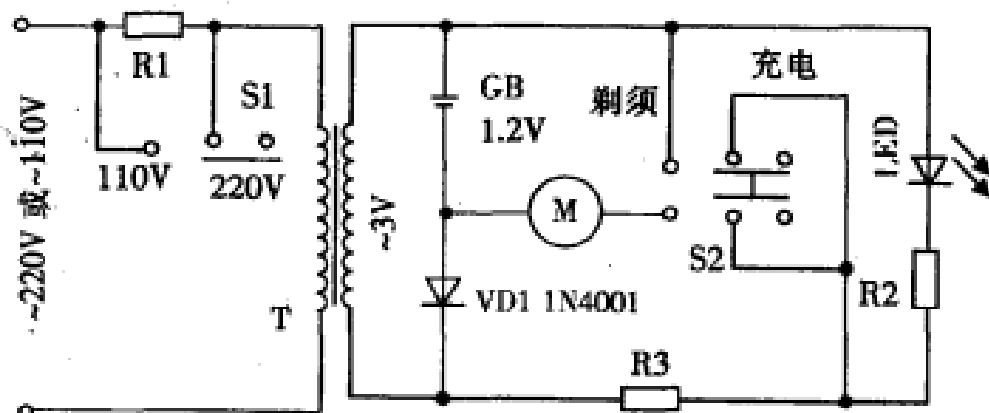 R1
S1
110V
220V
~220V 或~110V
T
~3V
GB
1.2V
剃须
充电
M
S2
VD1 1N4001
R3
LED
R2